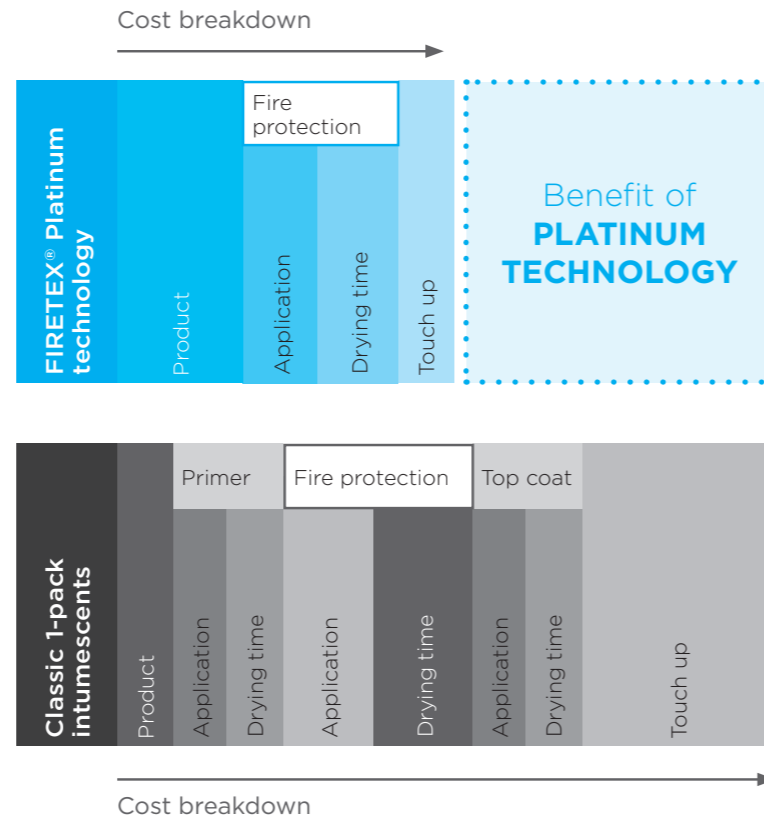 Cost breakdown
FIRETEX® Platinum
technology
Product
Fire
protection
Application
Drying time
Touch up
Benefit of
PLATINUM
TECHNOLOGY
Classic 1-pack
intumescents
Product
Primer
Application
Drying time
Fire protection
Application
Drying time
Top coat
Application
Drying time
Touch up
Cost breakdown